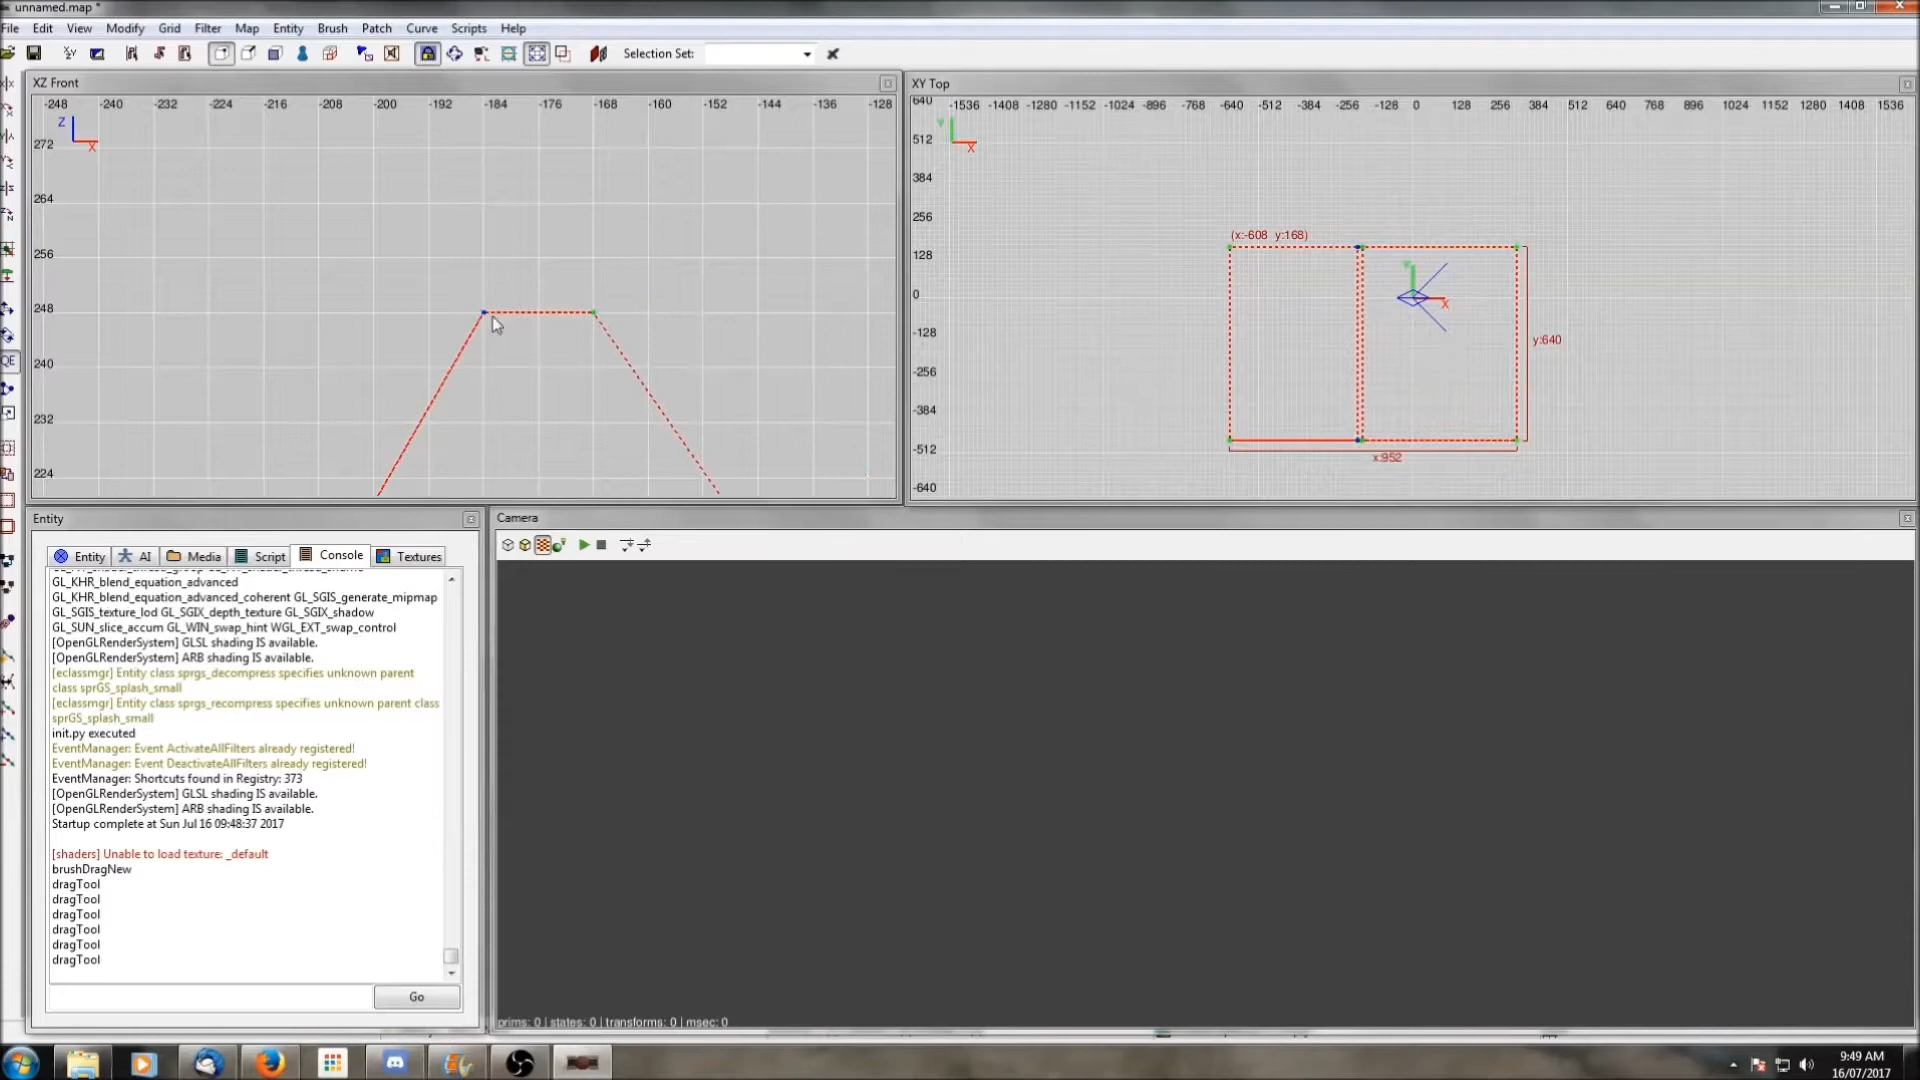 unnamed.map *
File Edit View Modify Grid Filter Map Entity Brush Patch Curve Scripts Help
Selection Set:
XZ Front
-248 -240 -232 -224 -216 -208 -200 -192 -184 -176 -168 -160 -152 -144 -136 -128
Z
X
272
264
256
248
240
232
224
XY Top
-1536 -1408 -1280 -1152 -1024 -896 -768 -640 -512 -384 -256 -128 0 128 256 384 512 640 768 896 1024 1152 1280 1408 1536
640
Y
X
512
384
256
128
0
-128
-256
-384
-512
-640
(x:-608 y:168)
Y
X
y:640
x:952
QE
Entity
Entity AI Media Script Console Textures
GL_KHR_blend_equation_advanced
GL_KHR_blend_equation_advanced_coherent GL_SGIS_generate_mipmap
GL_SGIS_texture_lod GL_SGIX_depth_texture GL_SGIX_shadow
GL_SUN_slice_accum GL_WIN_swap_hint WGL_EXT_swap_control
[OpenGLRenderSystem] GLSL shading IS available.
[OpenGLRenderSystem] ARB shading IS available.
[eclassmgr] Entity class sprgs_decompress specifies unknown parent
class sprGS_splash_small
[eclassmgr] Entity class sprgs_recompress specifies unknown parent class
sprGS_splash_small
init.py executed
EventManager: Event ActivateAllFilters already registered!
EventManager: Event DeactivateAllFilters already registered!
EventManager: Shortcuts found in Registry: 373
[OpenGLRenderSystem] GLSL shading IS available.
[OpenGLRenderSystem] ARB shading IS available.
Startup complete at Sun Jul 16 09:48:37 2017
[shaders] Unable to load texture: _default
brushDragNew
dragTool
dragTool
dragTool
dragTool
dragTool
dragTool
Go
Camera
prims: 0 | states: 0 | transforms: 0 | msec: 0
9:49 AM
16/07/2017